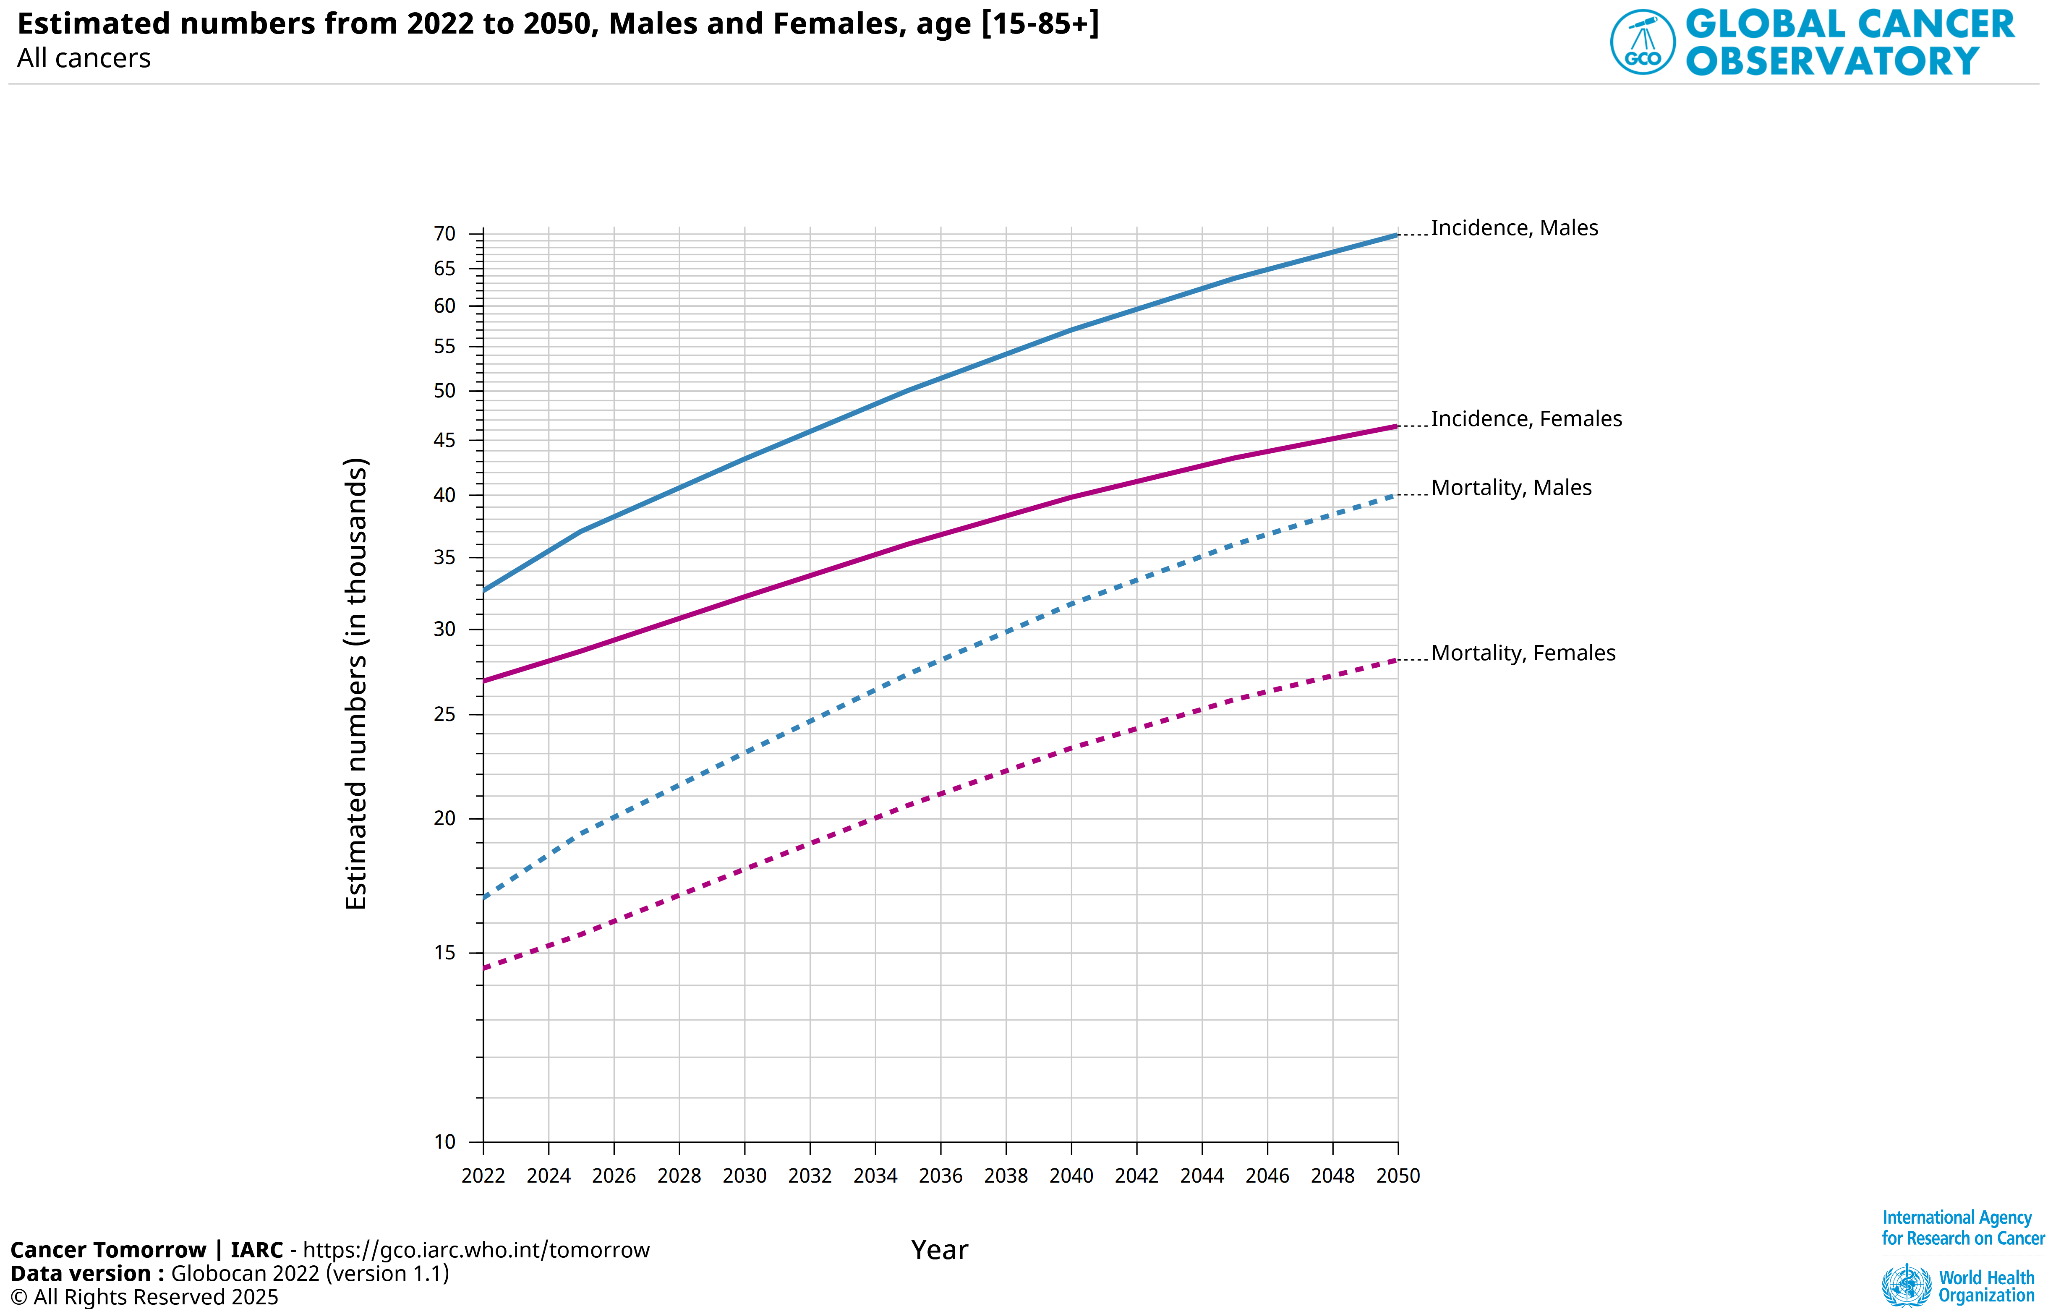 Estimated numbers from 2022 to 2050, Males and Females, age [15-85+]
All cancers
GCO
GLOBAL CANCER
OBSERVATORY
Estimated numbers (in thousands)
70
65
60
55
50
45
40
35
30
25
20
15
10
Incidence, Males
Incidence, Females
Mortality, Males
Mortality, Females
2022 2024 2026 2028 2030 2032 2034 2036 2038 2040 2042 2044 2046 2048 2050
Year
Cancer Tomorrow | IARC - https://gco.iarc.who.int/tomorrow
Data version : Globocan 2022 (version 1.1)
© All Rights Reserved 2025
International Agency
for Research on Cancer
World Health
Organization